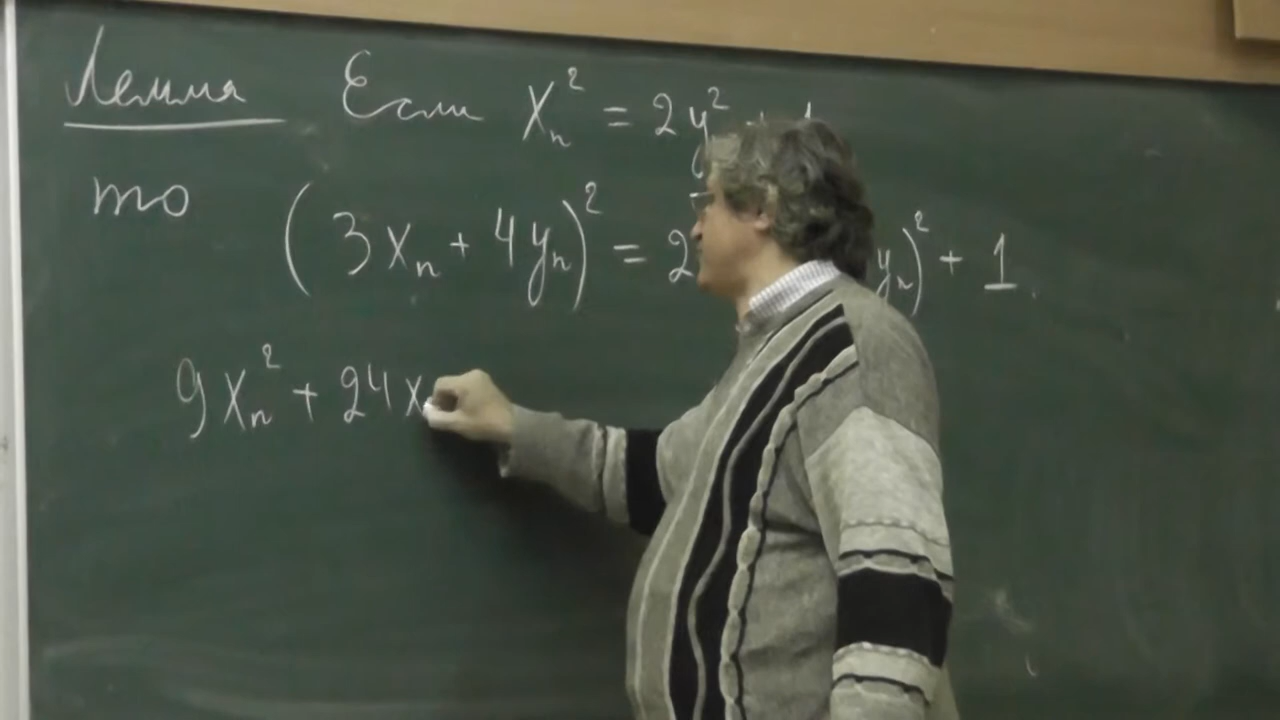 Лемма Если xₙ² = 2y² + 1
то (3xₙ + 4yₙ)² = 2 yₙ)² + 1
9xₙ² + 24x